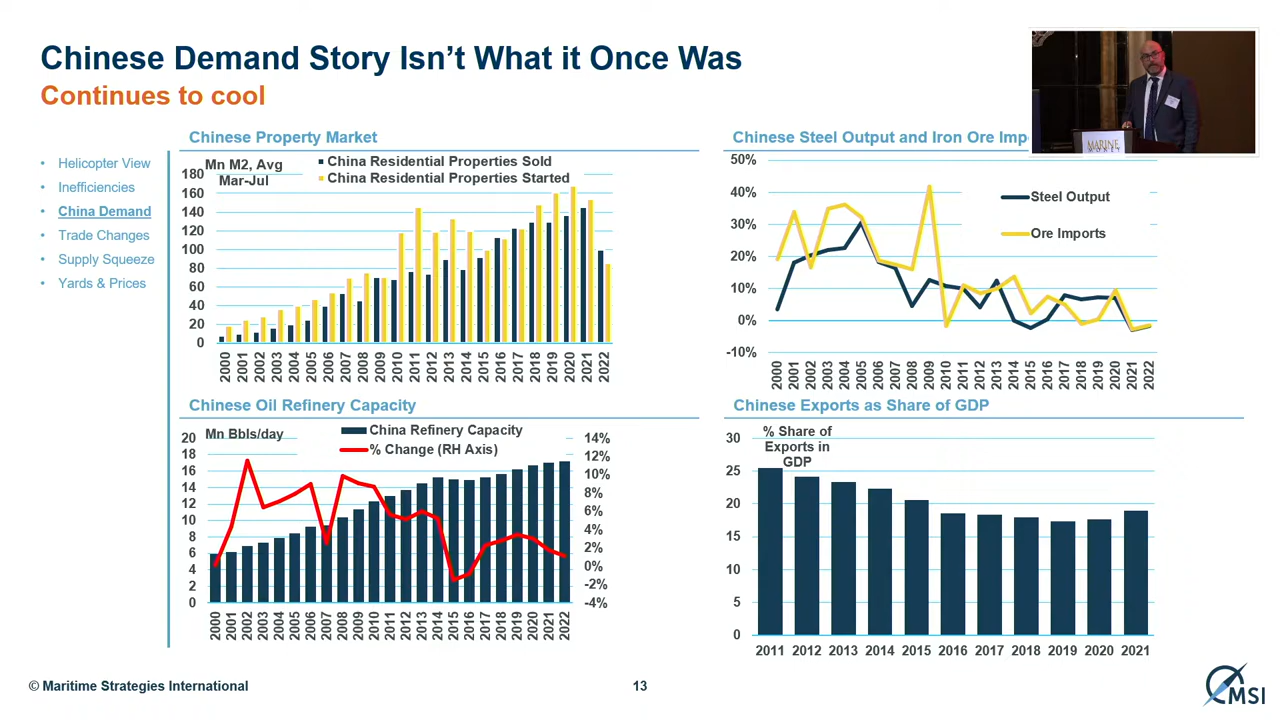 Chinese Demand Story Isn't What it Once Was
Continues to cool
• Helicopter View
• Inefficiencies
• China Demand
• Trade Changes
• Supply Squeeze
• Yards & Prices
Chinese Property Market
Mn M2, Avg
Mar-Jul
China Residential Properties Sold
China Residential Properties Started
180
160
140
120
100
80
60
40
20
0
2000 2001 2002 2003 2004 2005 2006 2007 2008 2009 2010 2011 2012 2013 2014 2015 2016 2017 2018 2019 2020 2021 2022
Chinese Steel Output and Iron Ore Impo
50%
40%
30%
20%
10%
0%
-10%
Steel Output
Ore Imports
2000 2001 2002 2003 2004 2005 2006 2007 2008 2009 2010 2011 2012 2013 2014 2015 2016 2017 2018 2019 2020 2021 2022
MARINE
MONEY
Chinese Oil Refinery Capacity
Mn Bbls/day
China Refinery Capacity
% Change (RH Axis)
20
18
16
14
12
10
8
6
4
2
0
14%
12%
10%
8%
6%
4%
2%
0%
-2%
-4%
2000 2001 2002 2003 2004 2005 2006 2007 2008 2009 2010 2011 2012 2013 2014 2015 2016 2017 2018 2019 2020 2021 2022
Chinese Exports as Share of GDP
% Share of
Exports in
GDP
30
25
20
15
10
5
0
2011 2012 2013 2014 2015 2016 2017 2018 2019 2020 2021
© Maritime Strategies International
13
MSI